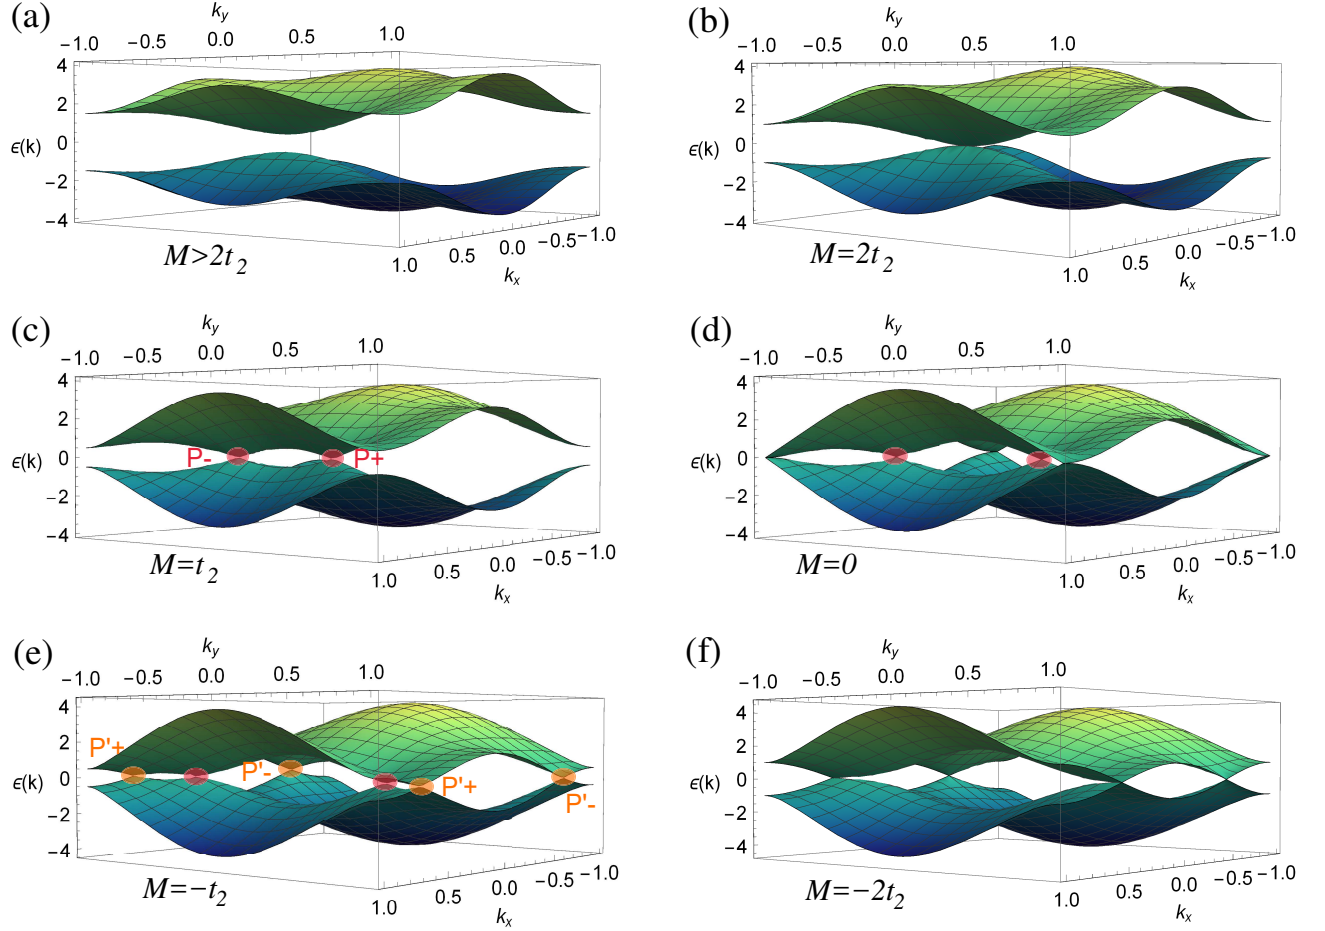 (a)
k_y
−1.0 −0.5 0.0 0.5 1.0
4
2
ϵ(k) 0
−2
−4
1.0 0.5 0.0 −0.5 −1.0
k_x
M>2t_2
(b)
k_y
−1.0 −0.5 0.0 0.5 1.0
4
2
ϵ(k) 0
−2
−4
1.0 0.5 0.0 −0.5 −1.0
k_x
M=2t_2
(c)
k_y
−1.0 −0.5 0.0 0.5 1.0
4
2
ϵ(k) 0
−2
−4
P- P+
1.0 0.5 0.0 −0.5 −1.0
k_x
M=t_2
(d)
k_y
−1.0 −0.5 0.0 0.5 1.0
4
2
ϵ(k) 0
−2
−4
1.0 0.5 0.0 −0.5 −1.0
k_x
M=0
(e)
k_y
−1.0 −0.5 0.0 0.5 1.0
4
2
ϵ(k) 0
−2
−4
P'+ P'- P'+ P'-
1.0 0.5 0.0 −0.5 −1.0
k_x
M=−t_2
(f)
k_y
−1.0 −0.5 0.0 0.5 1.0
4
2
ϵ(k) 0
−2
−4
1.0 0.5 0.0 −0.5 −1.0
k_x
M=−2t_2